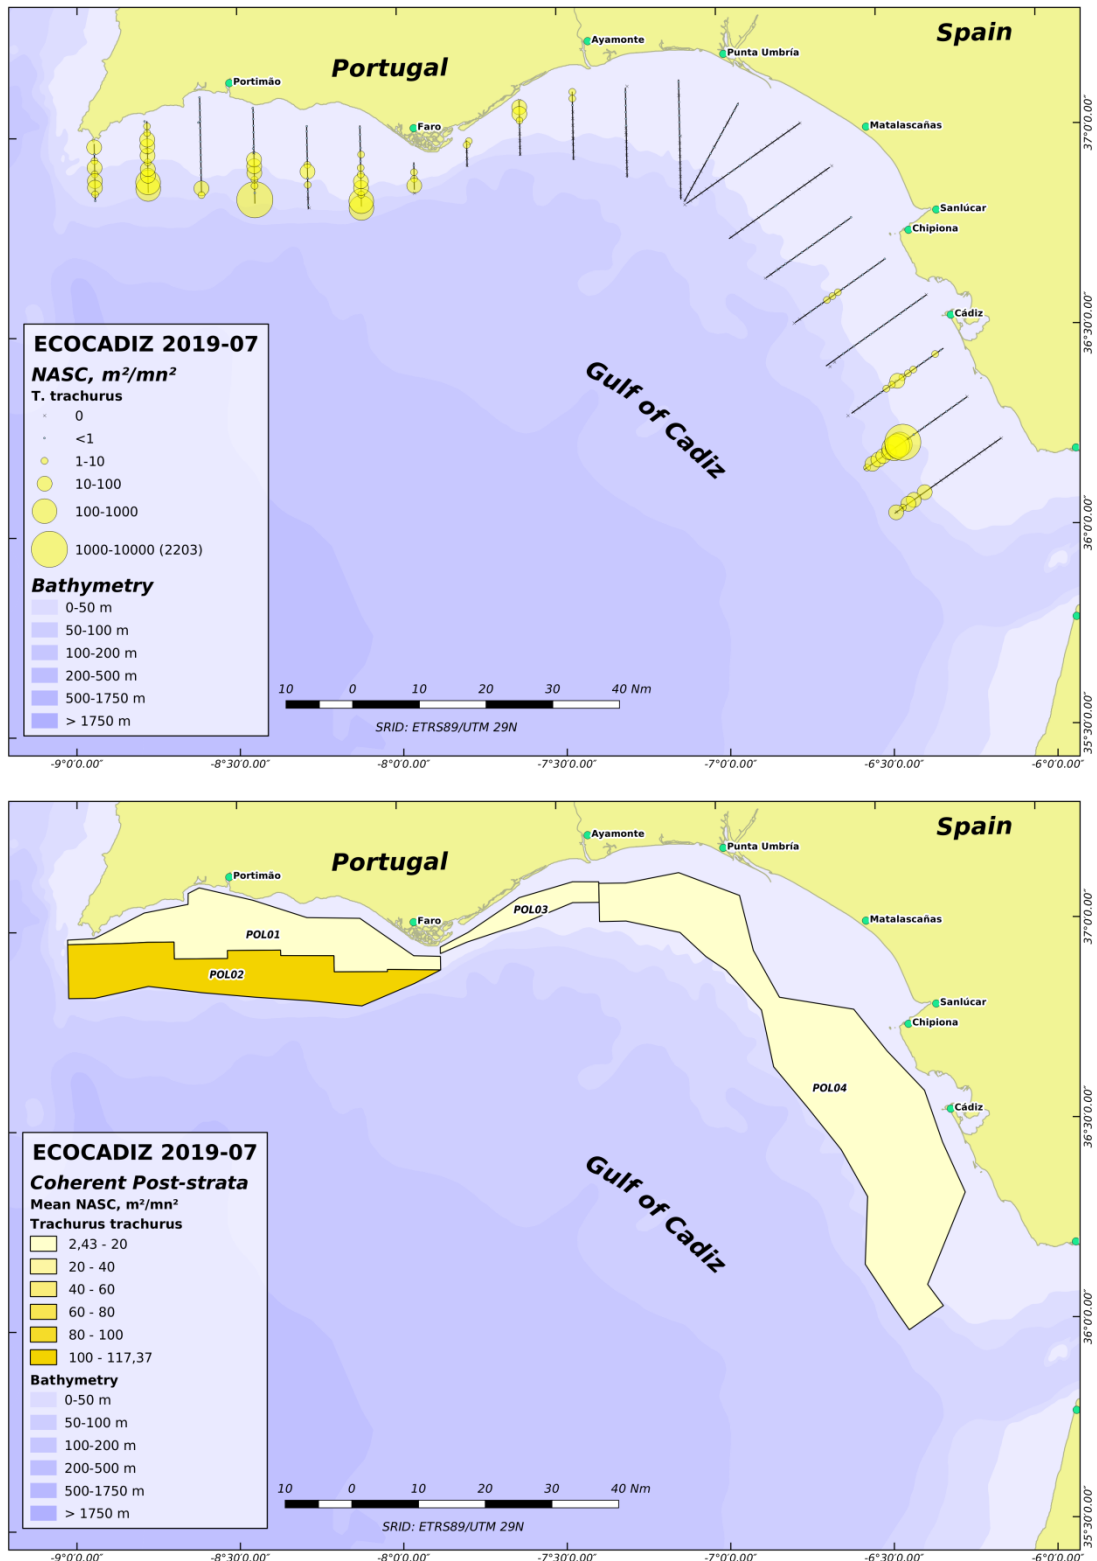 Spain
Ayamonte
Punta Umbría
Portugal
Portimão
Faro
Matalascañas
Sanlúcar
Chipiona
Cádiz
Gulf of Cadiz
37°0'0.00"
36°30'0.00"
36°0'0.00"
35°30'0.00"
ECOCADIZ 2019-07
NASC, m²/mn²
T. trachurus
0
<1
1-10
10-100
100-1000
1000-10000 (2203)
Bathymetry
0-50 m
50-100 m
100-200 m
200-500 m
500-1750 m
> 1750 m
10 0 10 20 30 40 Nm
SRID: ETRS89/UTM 29N
-9°0'0.00" -8°30'0.00" -8°0'0.00" -7°30'0.00" -7°0'0.00" -6°30'0.00" -6°0'0.00"
Spain
Ayamonte
Punta Umbría
Portugal
Portimão
POL03
Faro
Matalascañas
POL01
POL02
Sanlúcar
Chipiona
POL04
Cádiz
Gulf of Cadiz
37°0'0.00"
36°30'0.00"
36°0'0.00"
35°30'0.00"
ECOCADIZ 2019-07
Coherent Post-strata
Mean NASC, m²/mn²
Trachurus trachurus
2,43 - 20
20 - 40
40 - 60
60 - 80
80 - 100
100 - 117,37
Bathymetry
0-50 m
50-100 m
100-200 m
200-500 m
500-1750 m
> 1750 m
10 0 10 20 30 40 Nm
SRID: ETRS89/UTM 29N
-9°0'0.00" -8°30'0.00" -8°0'0.00" -7°30'0.00" -7°0'0.00" -6°30'0.00" -6°0'0.00"